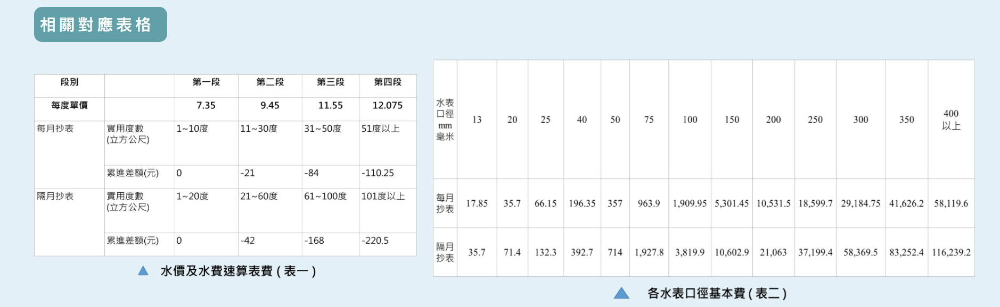 相關對應表格
段別 第一段 第二段 第三段 第四段
每度單價 7.35 9.45 11.55 12.075
每月抄表 實用度數 1~10度 11~30度 31~50度 51度以上
(立方公尺)
累進差額(元) 0 -21 -84 -110.25
隔月抄表 實用度數 1~20度 21~60度 61~100度 101度以上
(立方公尺)
累進差額(元) 0 -42 -168 -220.5
水價及水費速算表費 ( 表一 )
水表
口徑
mm
毫米
13 20 25 40 50 75 100 150 200 250 300 350 400
以上
每月
抄表
17.85 35.7 66.15 196.35 357 963.9 1,909.95 5,301.45 10,531.5 18,599.7 29,184.75 41,626.2 58,119.6
隔月
抄表
35.7 71.4 132.3 392.7 714 1,927.8 3,819.9 10,602.9 21,063 37,199.4 58,369.5 83,252.4 116,239.2
各水表口徑基本費 ( 表二 )